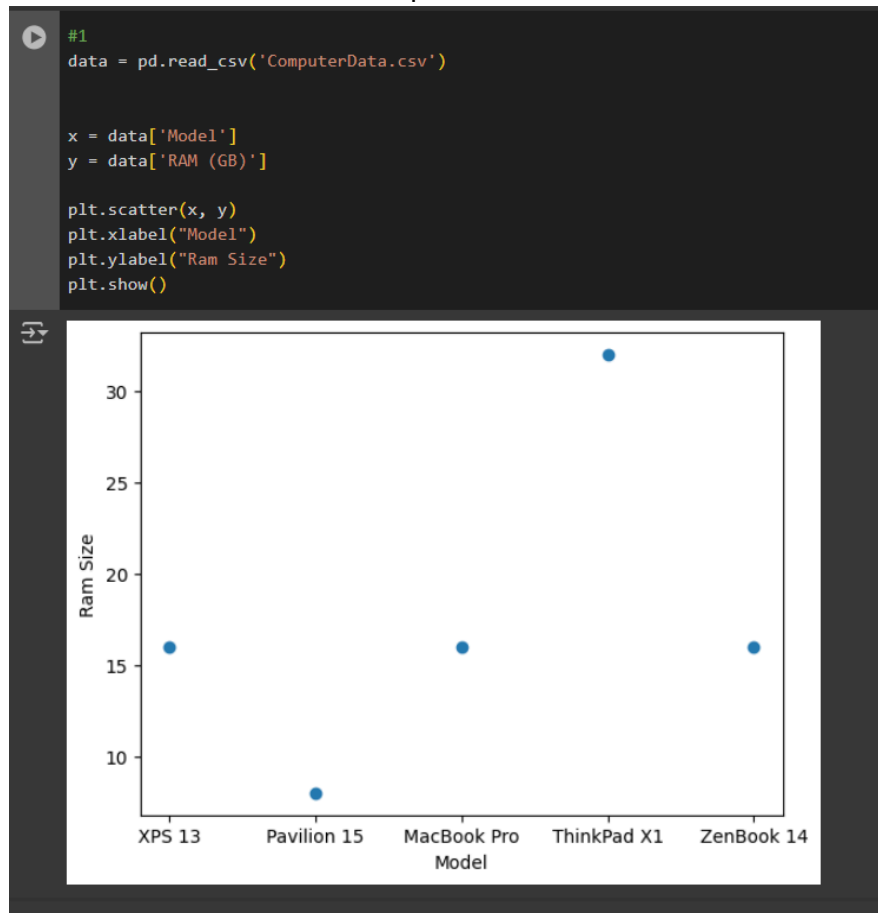 #1
data = pd.read_csv('ComputerData.csv')
x = data['Model']
y = data['RAM (GB)']
plt.scatter(x, y)
plt.xlabel("Model")
plt.ylabel("Ram Size")
plt.show()
30
25
20
15
10
Ram Size
XPS 13 Pavilion 15 MacBook Pro ThinkPad X1 ZenBook 14
Model